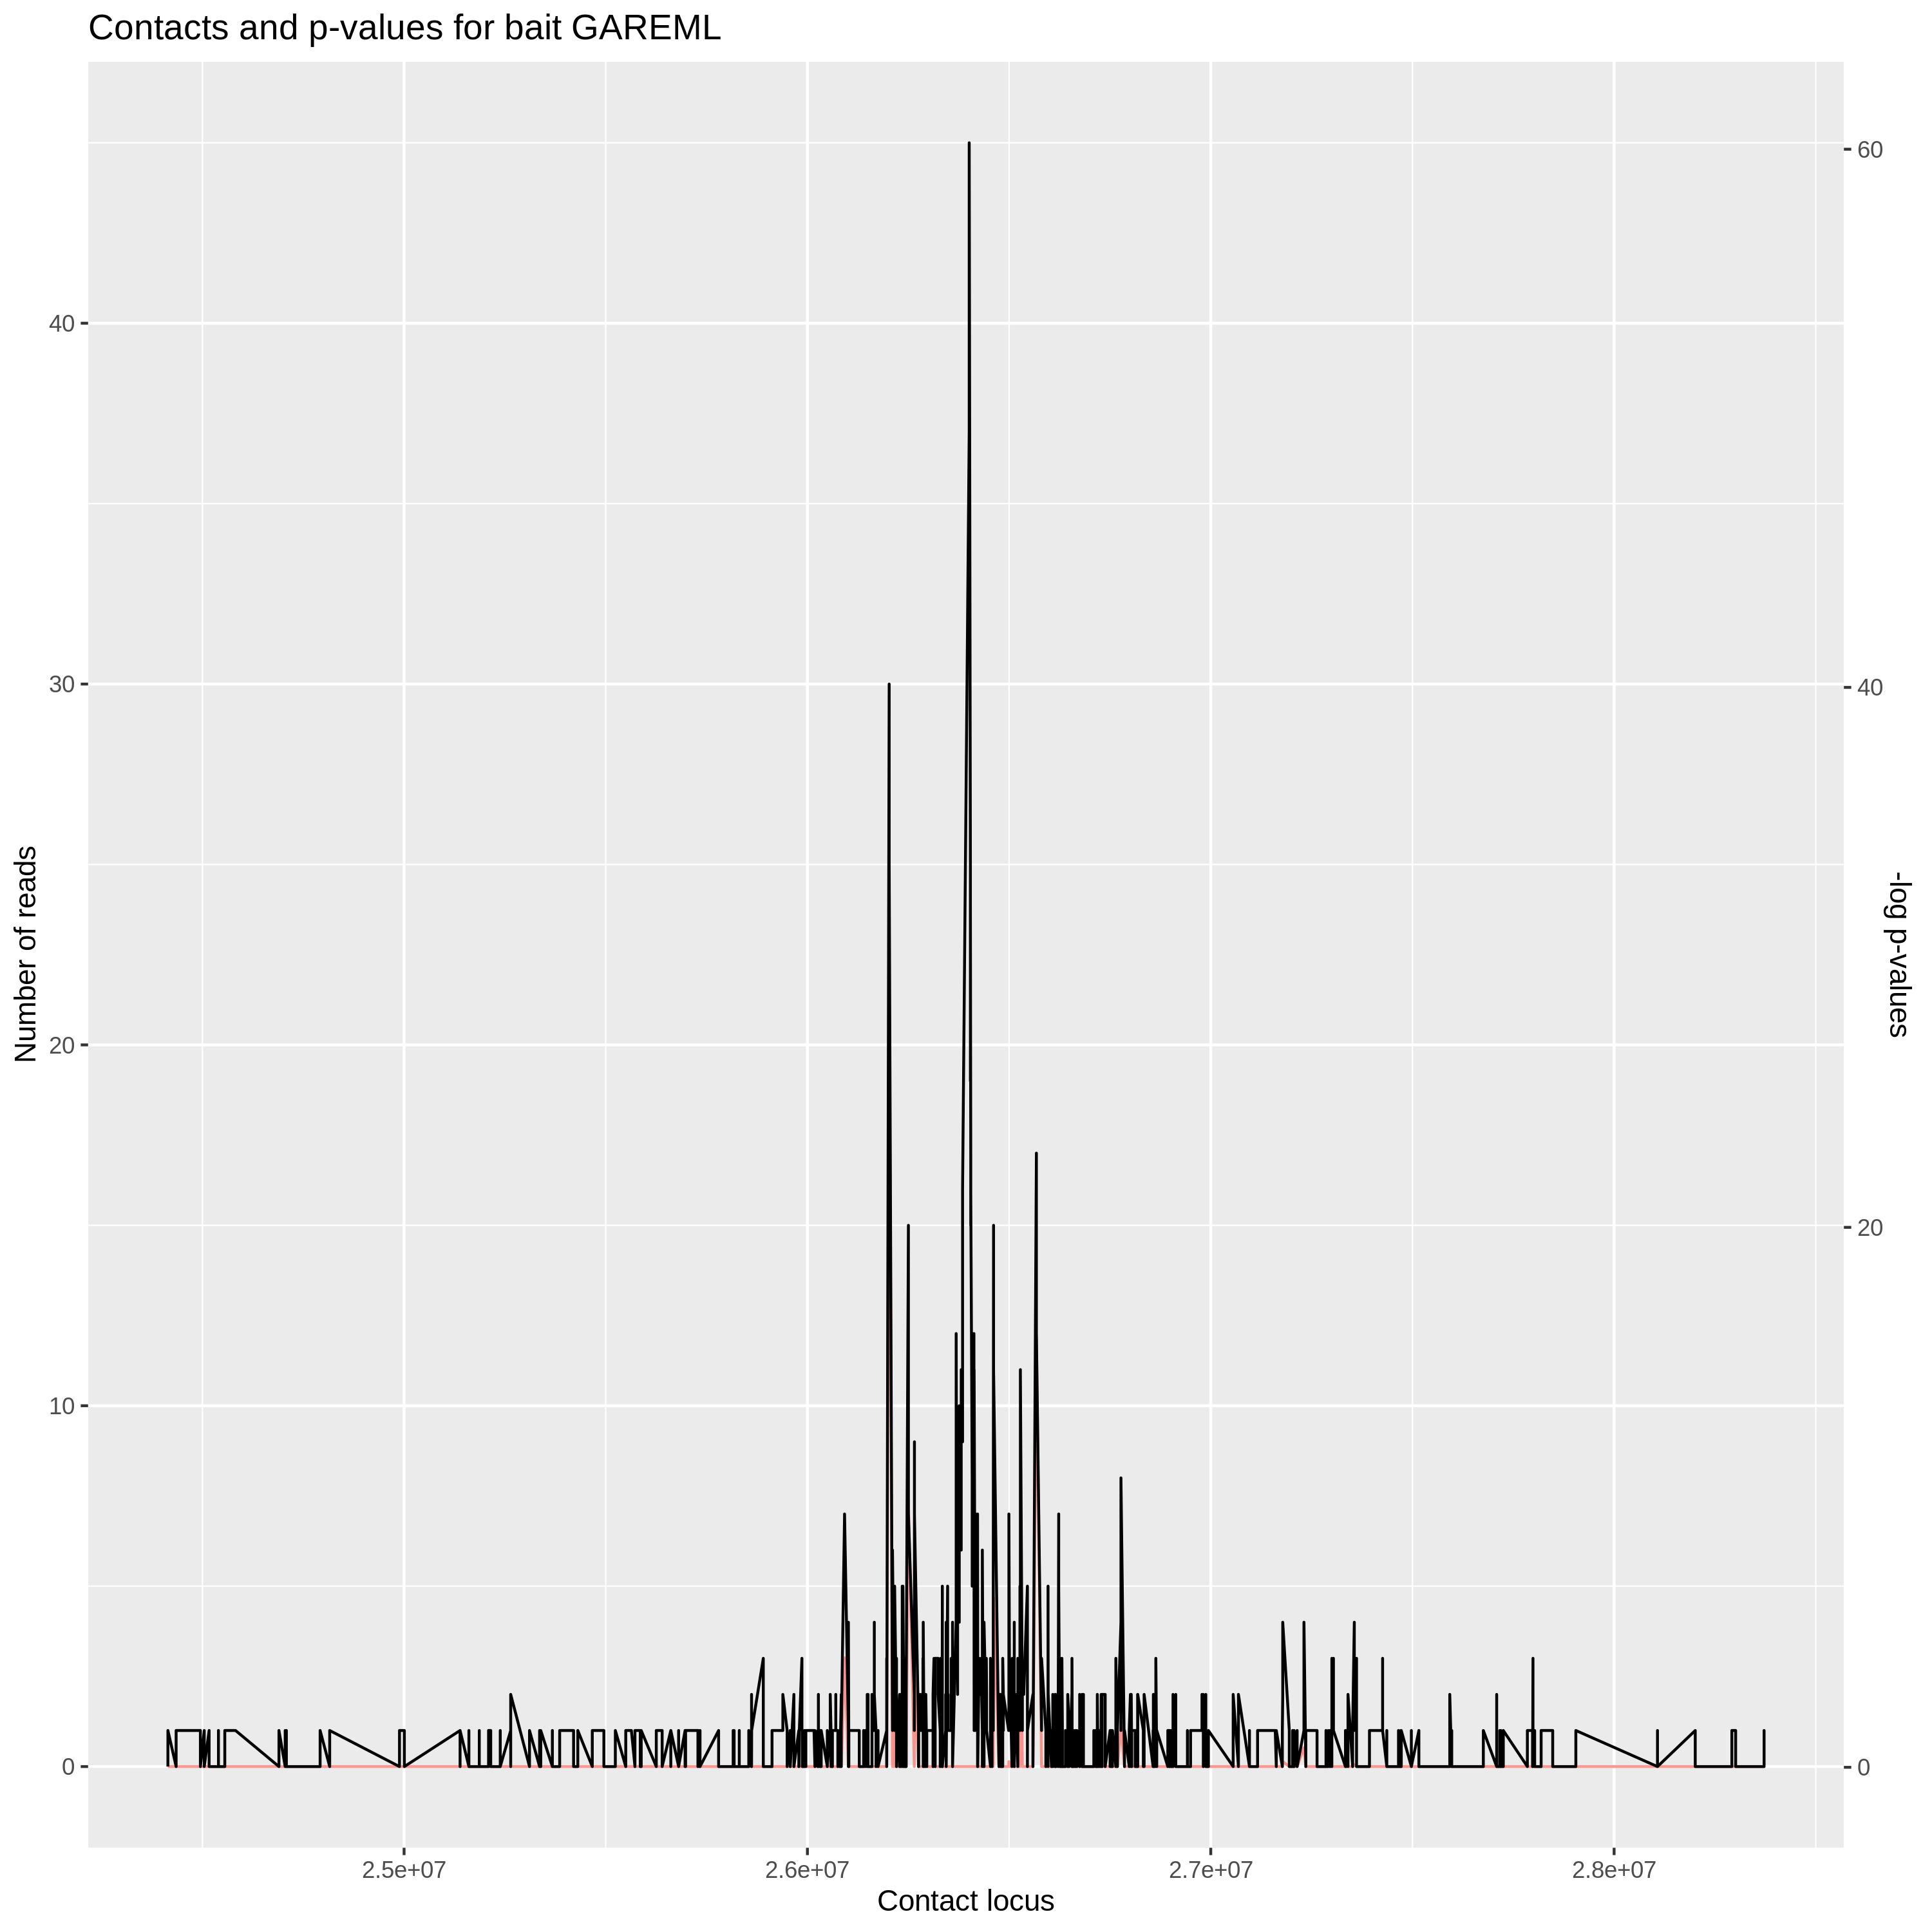 Contacts and p-values for bait GAREML
Number of reads
40
30
20
10
0
60
40
20
0
-log p-values
2.5e+07
2.6e+07
2.7e+07
2.8e+07
Contact locus